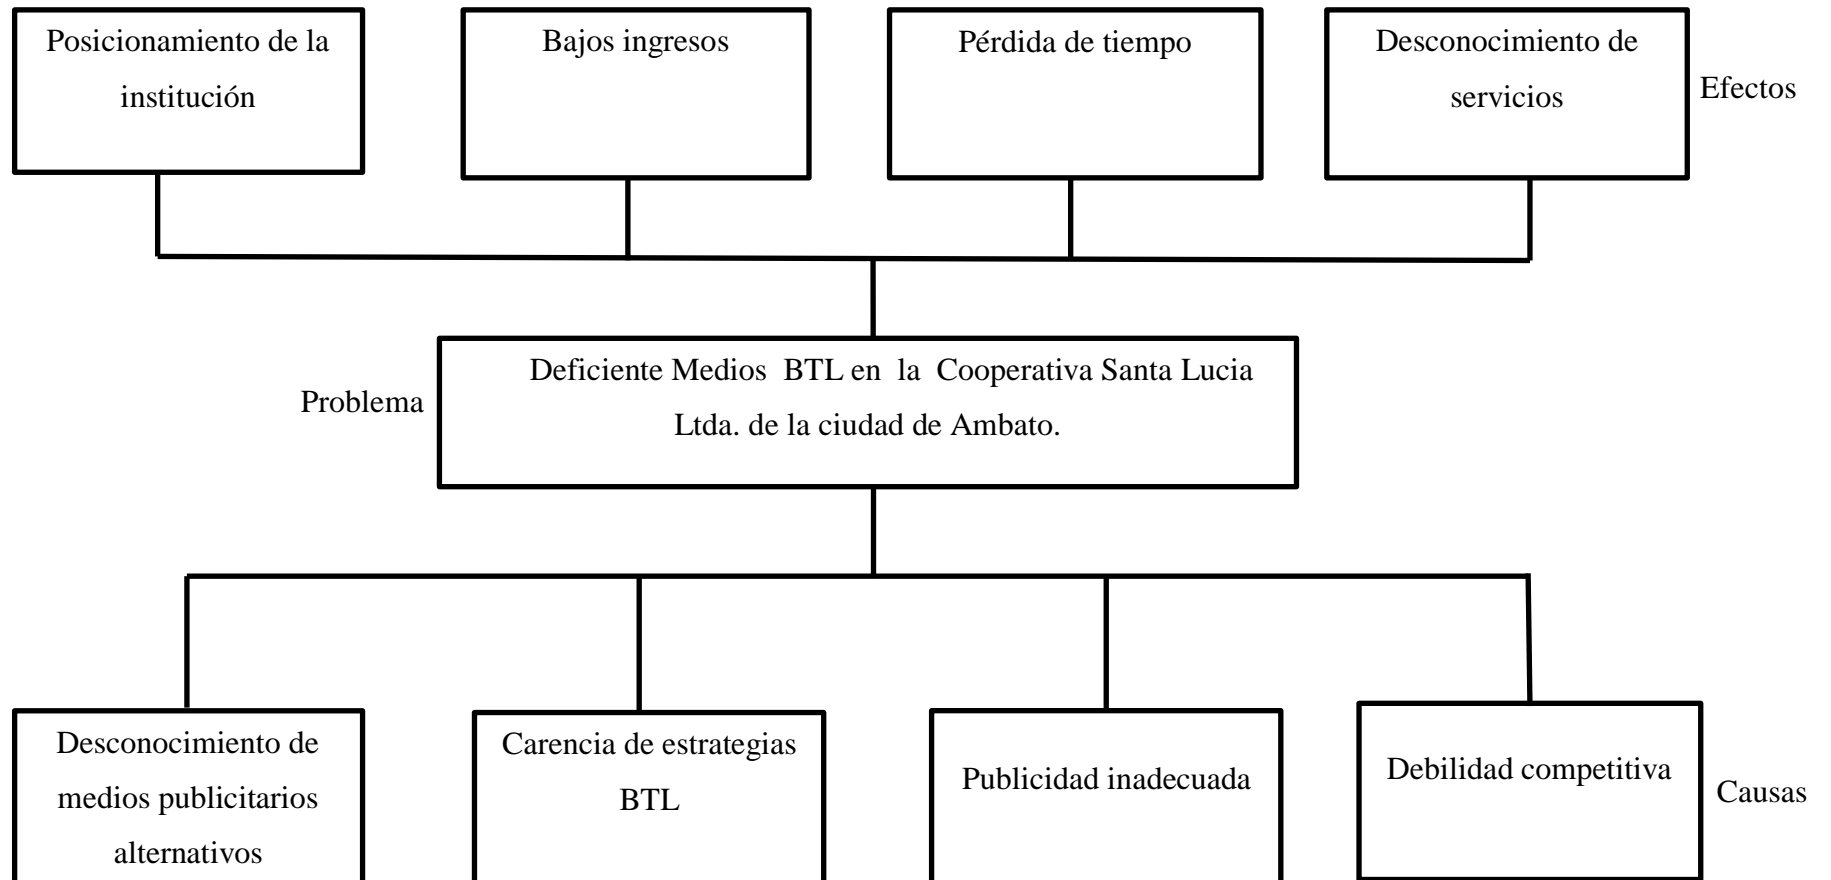 Posicionamiento de la
institución
Bajos ingresos
Pérdida de tiempo
Desconocimiento de
servicios
Efectos
Problema
Deficiente Medios BTL en la Cooperativa Santa Lucia
Ltda. de la ciudad de Ambato.
Desconocimiento de
medios publicitarios
alternativos
Carencia de estrategias
BTL
Publicidad inadecuada
Debilidad competitiva
Causas